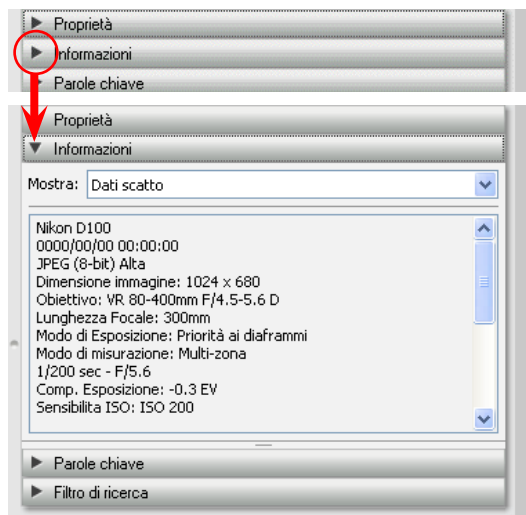 Proprietà
Informazioni
Parole chiave
Proprietà
Informazioni
Mostra: Dati scatto
Nikon D100
0000/00/00 00:00:00
JPEG (8-bit) Alta
Dimensione immagine: 1024 x 680
Obiettivo: VR 80-400mm F/4.5-5.6 D
Lunghezza Focale: 300mm
Modo di Esposizione: Priorità ai diaframmi
Modo di misurazione: Multi-zona
1/200 sec - F/5.6
Comp. Esposizione: -0.3 EV
Sensibilita ISO: ISO 200
Parole chiave
Filtro di ricerca